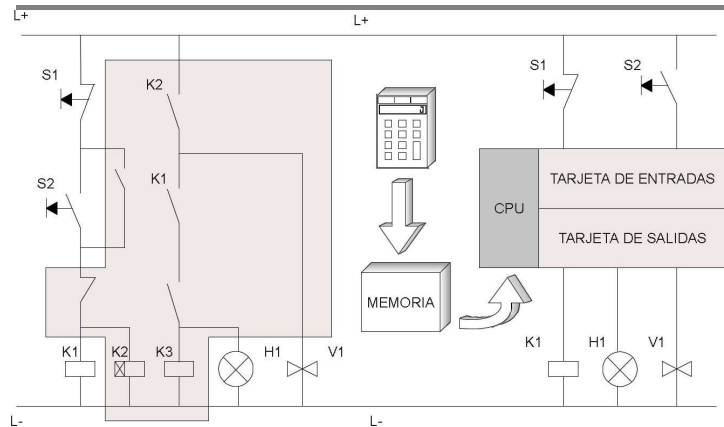 L+
L+
S1
K2
S2
K1
K1
K2
K3
H1
V1
L-
L-
J
MEMORIA
S1
S2
CPU
TARJETA DE ENTRADAS
TARJETA DE SALIDAS
K1
H1
V1